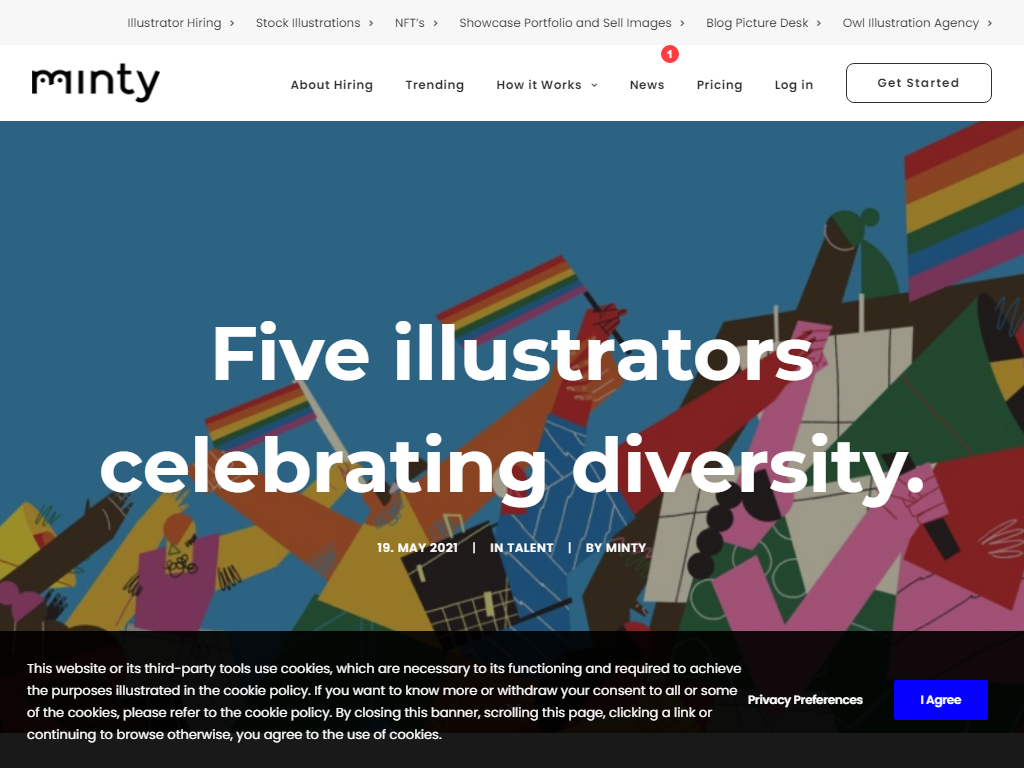 Illustrator Hiring
Stock Illustrations
NFT's
Showcase Portfolio and Sell Images
Blog Picture Desk
Owl Illustration Agency
minty
About Hiring
Trending
How it Works
News
1
Pricing
Log in
Get Started
Five illustrators
celebrating diversity.
19. MAY 2021 | IN TALENT | BY MINTY
This website or its third-party tools use cookies, which are necessary to its functioning and required to achieve
the purposes illustrated in the cookie policy. If you want to know more or withdraw your consent to all or some
of the cookies, please refer to the cookie policy. By closing this banner, scrolling this page, clicking a link or
continuing to browse otherwise, you agree to the use of cookies.
Privacy Preferences
I Agree